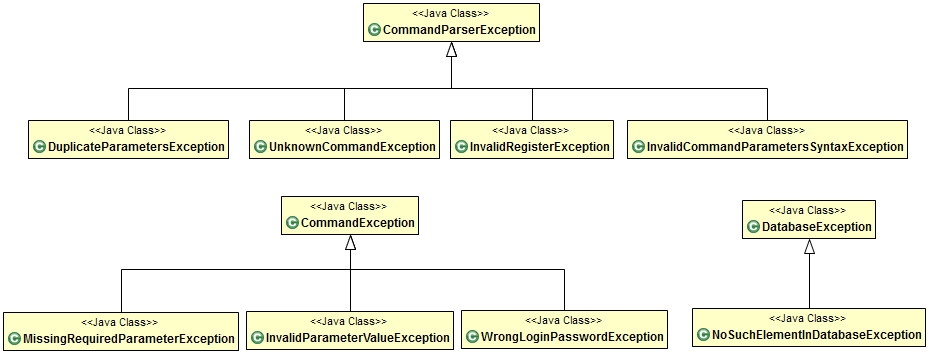 <<Java Class>>
CommandParserException
<<Java Class>>
DuplicateParametersException
<<Java Class>>
UnknownCommandException
<<Java Class>>
InvalidRegisterException
<<Java Class>>
InvalidCommandParametersSyntaxException
<<Java Class>>
CommandException
<<Java Class>>
DatabaseException
<<Java Class>>
MissingRequiredParameterException
<<Java Class>>
InvalidParameterValueException
<<Java Class>>
WrongLoginPasswordException
<<Java Class>>
NoSuchElementInDatabaseException